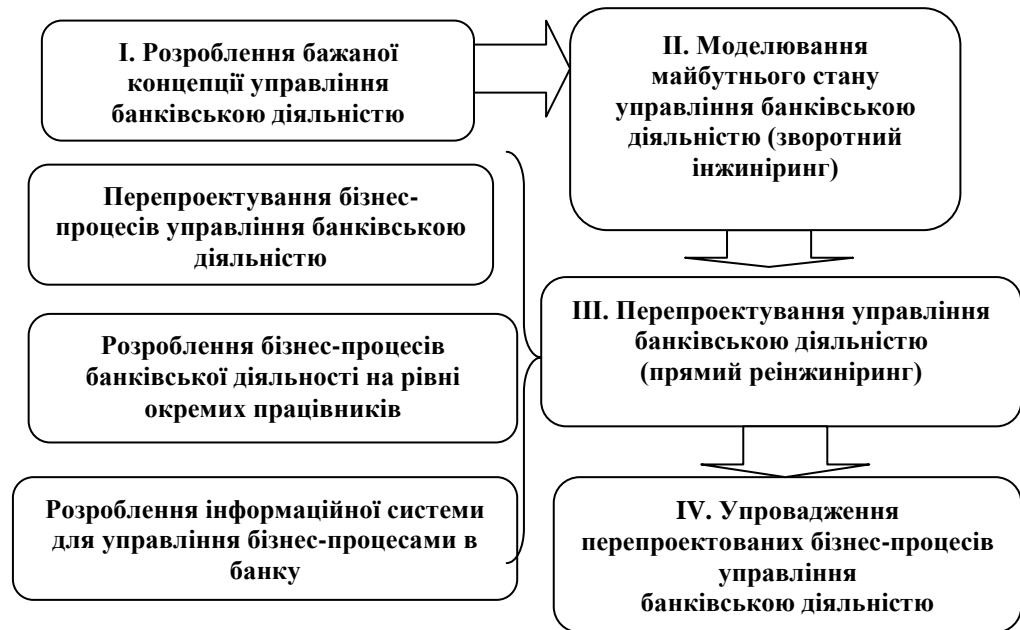 І. Розроблення бажаної
концепції управління
банківською діяльністю
ІІ. Моделювання
майбутнього стану
управління банківською
діяльністю (зворотний
інжиніринг)
Перепроектування бізнес-
процесів управління банківською
діяльністю
Розроблення бізнес-процесів
банківської діяльності на рівні
окремих працівників
Розроблення інформаційної системи
для управління бізнес-процесами в
банку
ІІІ. Перепроектування управління
банківською діяльністю
(прямий реінжиніринг)
IV. Упровадження
перепроектованих бізнес-процесів
управління
банківською діяльністю